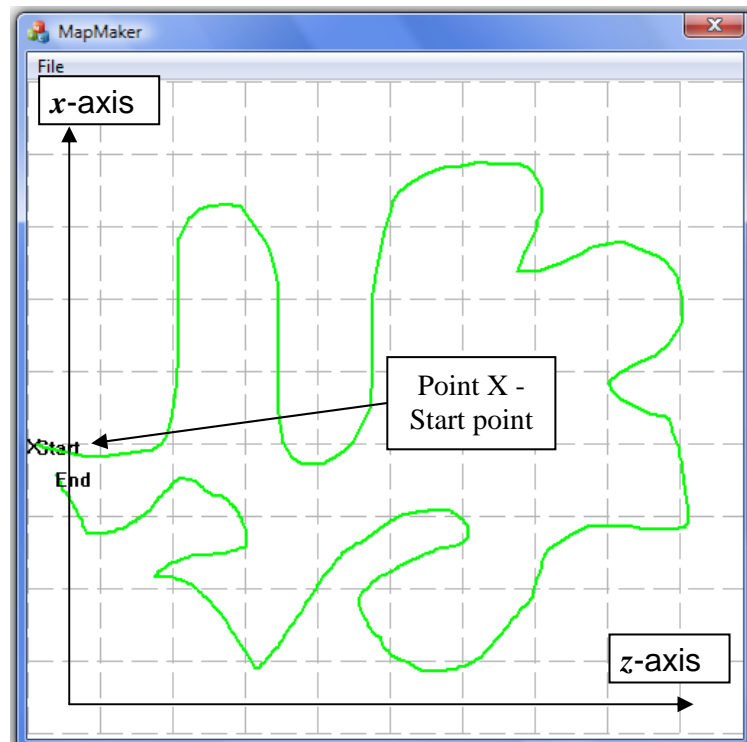 MapMaker
File
x-axis
Point X -
Start point
XStart
End
z-axis